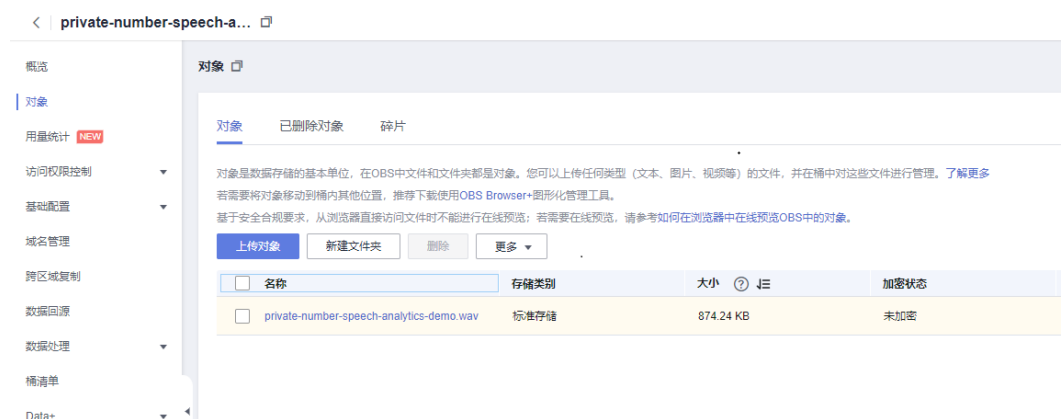 private-number-speech-a...
概览
对象
用量统计 NEW
访问权限控制
基础配置
域名管理
跨区域复制
数据回源
数据处理
桶清单
Data+
对象
对象 已删除对象 碎片
对象是数据存储的基本单位，在OBS中文件和文件夹都是对象。您可以上传任何类型（文本、图片、视频等）的文件，并在桶中对这些文件进行管理。了解更多
若需要将对象移动到桶内其他位置，推荐下载使用OBS Browser+图形化管理工具。
基于安全合规要求，从浏览器直接访问文件时不能进行在线预览；若需要在线预览，请参考如何在浏览器中在线预览OBS中的对象。
上传对象 新建文件夹 删除 更多
名称 存储类别 大小 加密状态
private-number-speech-analytics-demo.wav 标准存储 874.24 KB 未加密